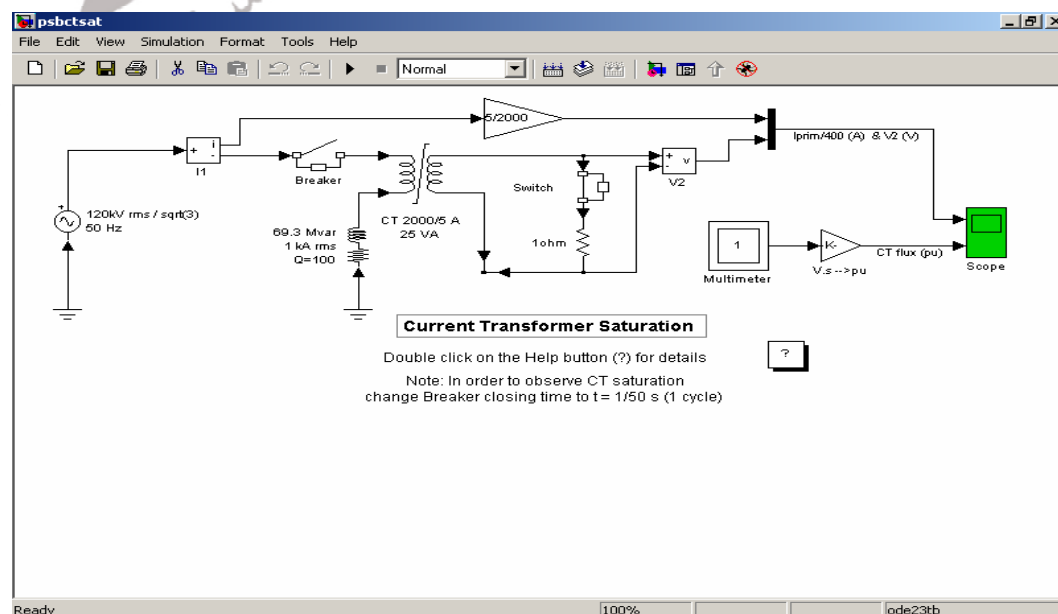 psbctsat
File Edit View Simulation Format Tools Help
Normal
5/2000
Iprim/400 (A) & V2 (V)
+
-
i
I1
Breaker
+
-
v
V2
Switch
+
120kV rms / sqrt(3)
50 Hz
CT 2000/5 A
25 VA
69.3 Mvar
1 kA rms
Q=100
1ohm
1
Multimeter
K-
V.s -->pu
CT flux (pu)
Scope
Current Transformer Saturation
Double click on the Help button (?) for details
?
Note: In order to observe CT saturation
change Breaker closing time to t = 1/50 s (1 cycle)
Ready
100%
ode23tb